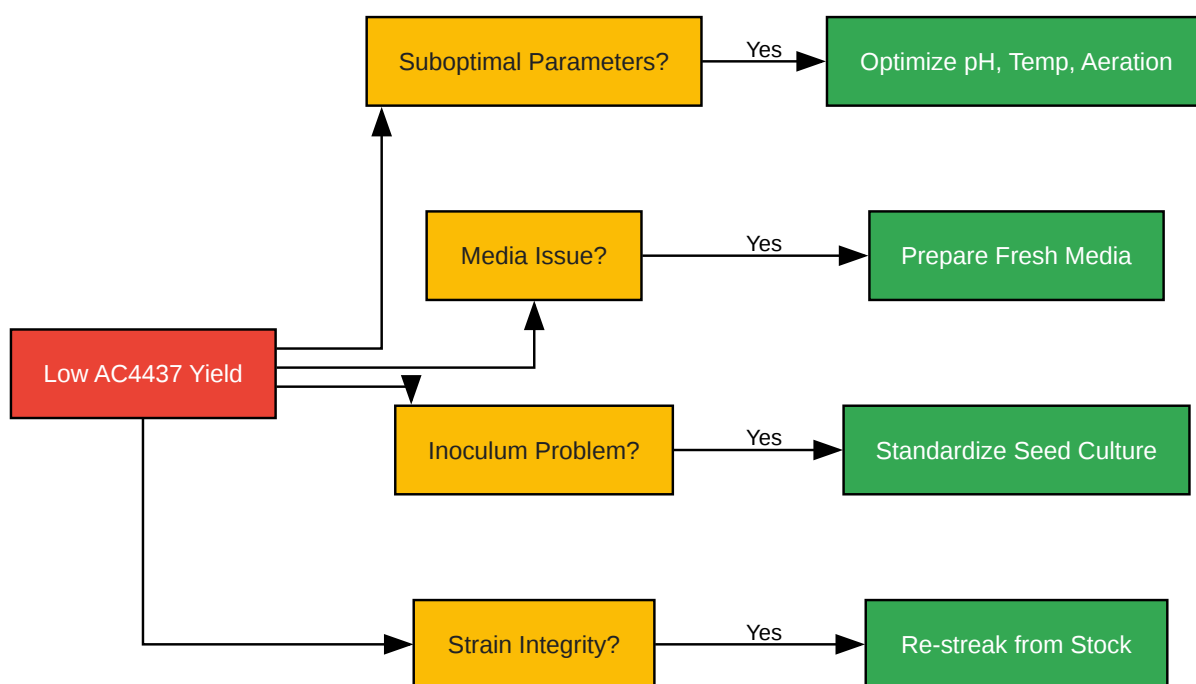 Suboptimal Parameters?
Yes
Optimize pH, Temp, Aeration
Media Issue?
Yes
Prepare Fresh Media
Low AC4437 Yield
Inoculum Problem?
Yes
Standardize Seed Culture
Strain Integrity?
Yes
Re-streak from Stock